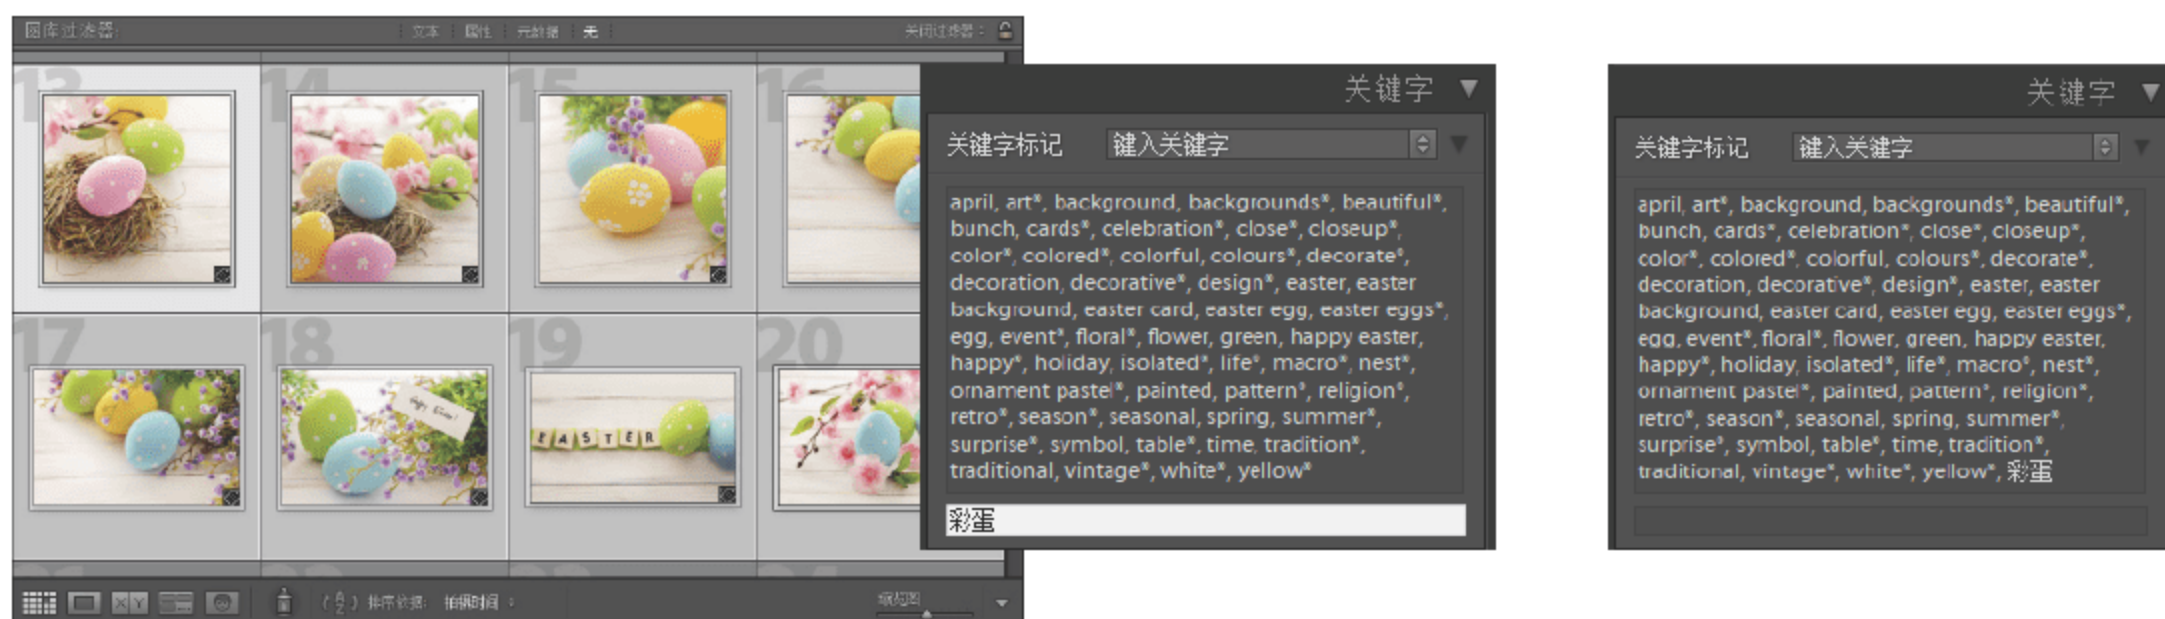 图库过滤器:
文本 属性 元数据 无
关闭过滤器
13 14 15 16
17 18 19 20
Happy Easter!
EASTER
排序依据: 拍摄时间
缩览图
关键字
关键字标记 键入关键字
april, art*, background, backgrounds*, beautiful*,
bunch, cards*, celebration*, close*, closeup*,
color*, colored*, colorful, colours*, decorate*,
decoration, decorative*, design*, easter, easter
background, easter card, easter egg, easter eggs*,
egg, event*, floral*, flower, green, happy easter,
happy*, holiday, isolated*, life*, macro*, nest*,
ornament pastel*, painted, pattern*, religion*,
retro*, season*, seasonal, spring, summer*,
surprise*, symbol, table*, time, tradition*,
traditional, vintage*, white*, yellow*
彩蛋
关键字
关键字标记 键入关键字
april, art*, background, backgrounds*, beautiful*,
bunch, cards*, celebration*, close*, closeup*,
color*, colored*, colorful, colours*, decorate*,
decoration, decorative*, design*, easter, easter
background, easter card, easter egg, easter eggs*,
egg, event*, floral*, flower, green, happy easter,
happy*, holiday, isolated*, life*, macro*, nest*,
ornament pastel*, painted, pattern*, religion*,
retro*, season*, seasonal, spring, summer*,
surprise*, symbol, table*, time, tradition*,
traditional, vintage*, white*, yellow*, 彩蛋